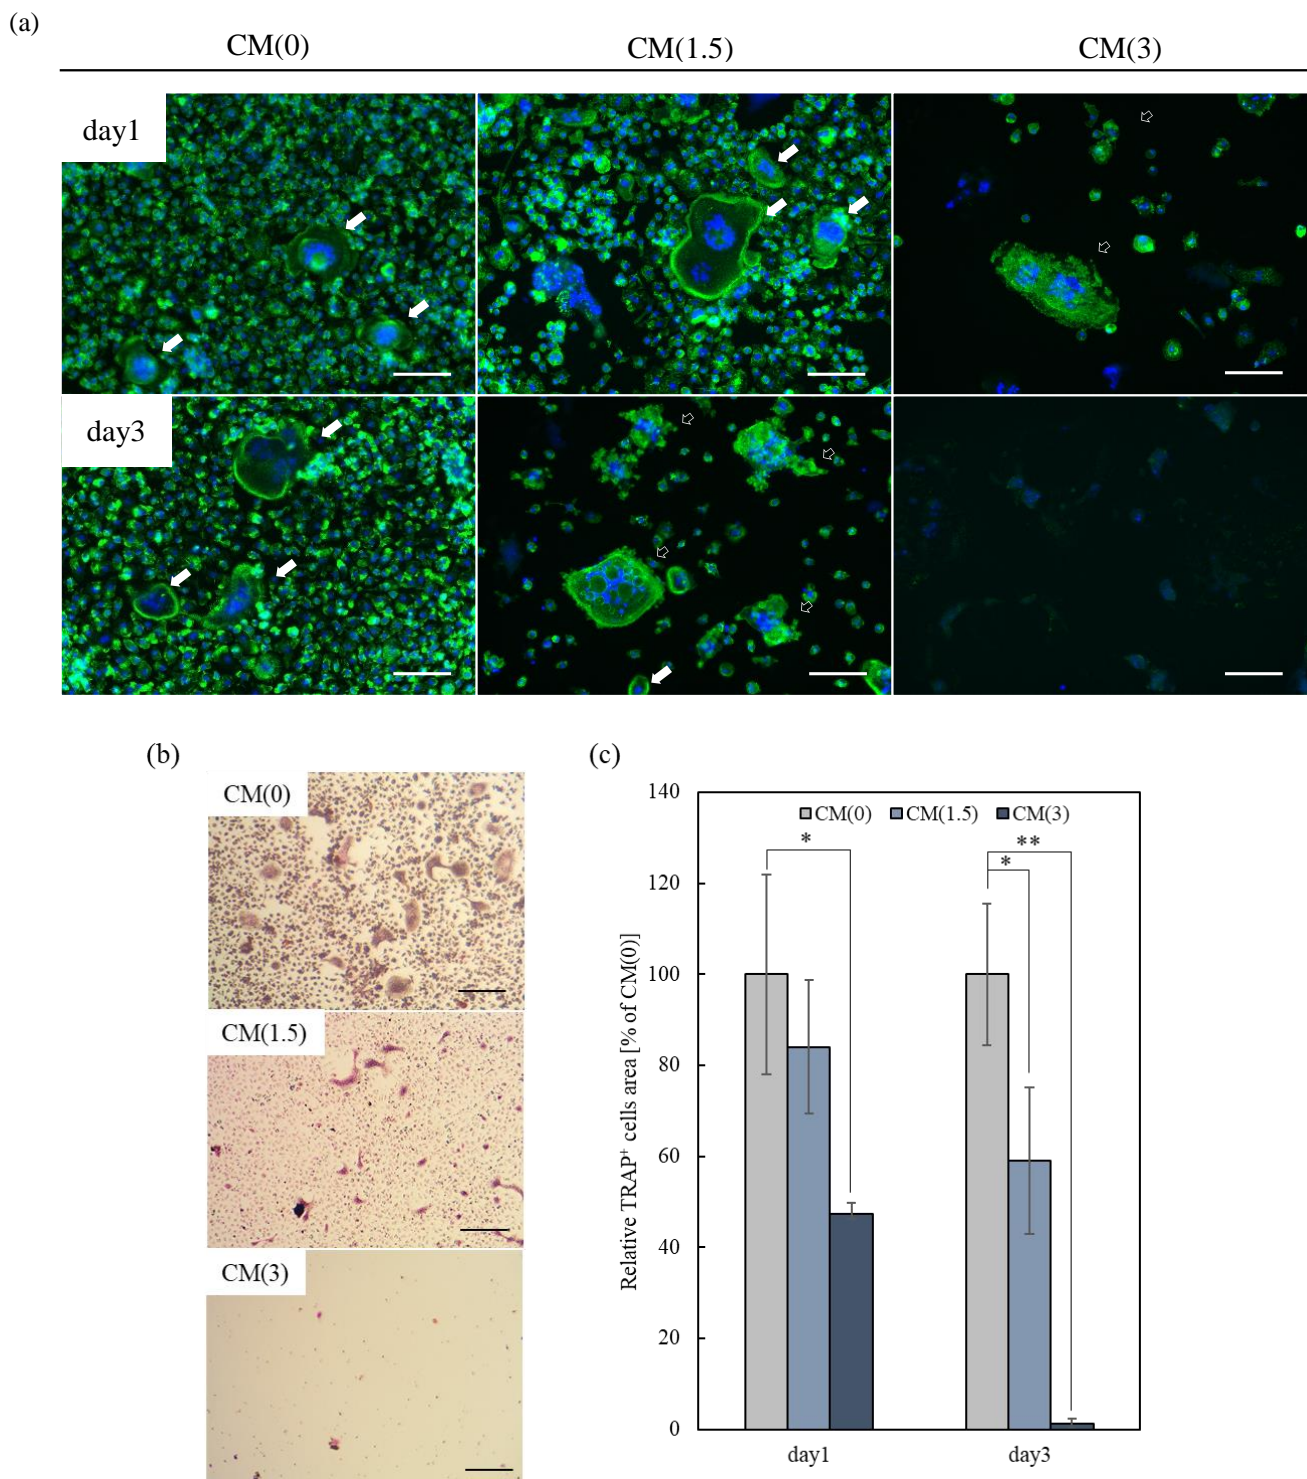 (a)
CM(0) CM(1.5) CM(3)
day1
day3
(b) (c)
CM(0)
CM(1.5)
CM(3)
Relative TRAP⁺ cells area [% of CM(0)]
140
120
100
80
60
40
20
0
CM(0) CM(1.5) CM(3)
* **
*
day1 day3